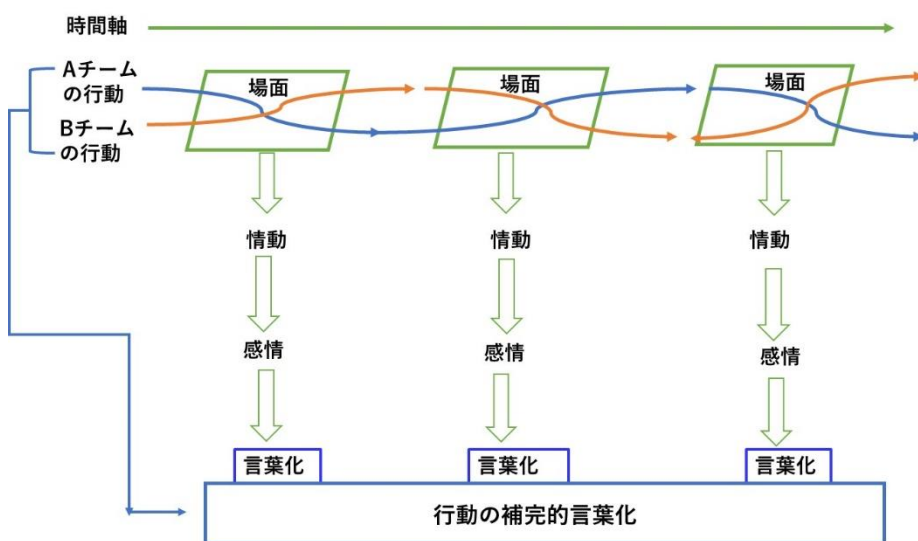 時間軸
Aチーム
の行動
Bチーム
の行動
場面
場面
場面
情動
情動
情動
感情
感情
感情
言葉化
言葉化
言葉化
行動の補完的言葉化